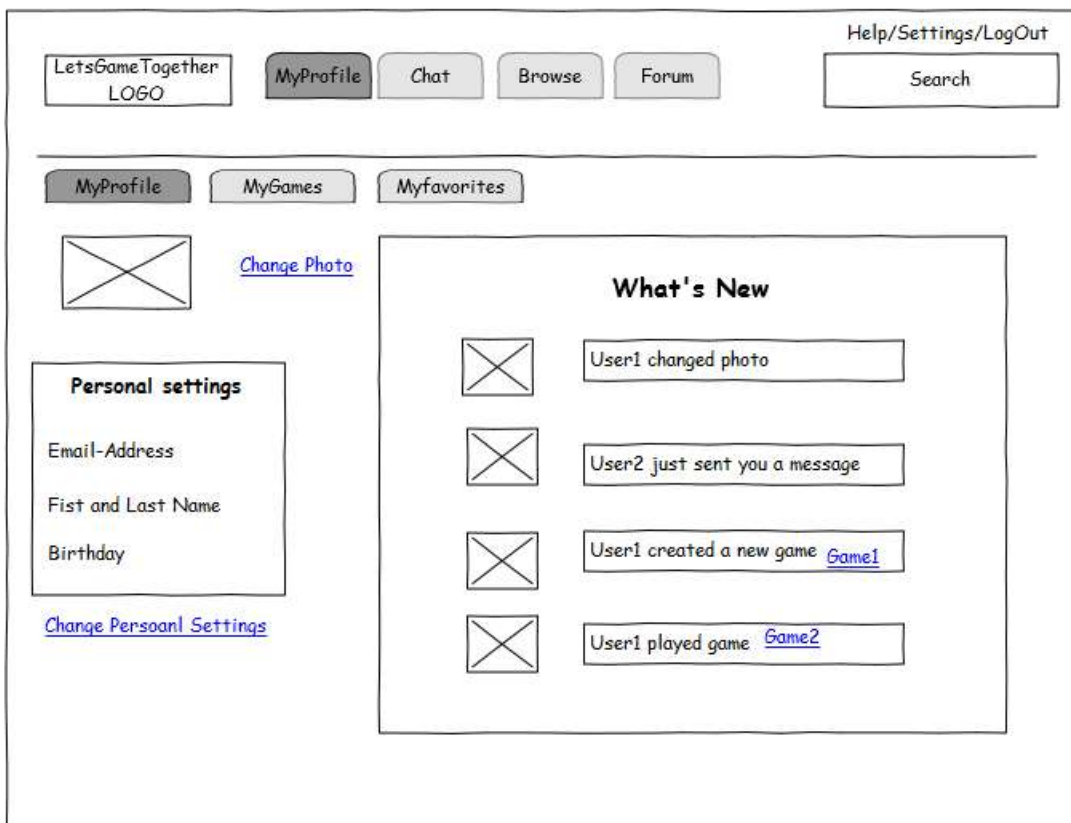 Help/Settings/LogOut
LetsGameTogether
LOGO
MyProfile
Chat
Browse
Forum
Search
MyProfile
MyGames
Myfavorites
Change Photo
What's New
User1 changed photo
User2 just sent you a message
User1 created a new game Game1
User1 played game Game2
Personal settings
Email-Address
Fist and Last Name
Birthday
Change Persoanl Settings